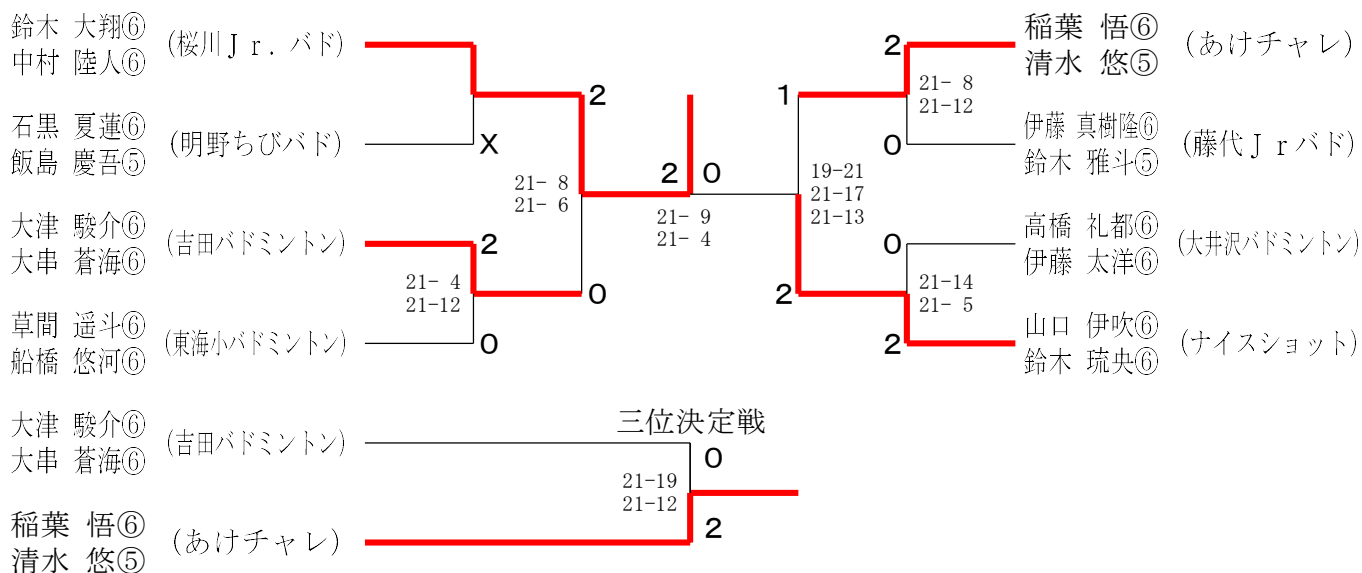 鈴木 大翔⑥
中村 陸人⑥
(桜川Ｊr．バド)
2
X
石黒 夏蓮⑥
飯島 慶吾⑤
(明野ちびバド)
21- 8
21- 6
大津 駿介⑥
大串 蒼海⑥
(吉田バドミントン)
2
21- 4
21-12
0
0
草間 遥斗⑥
船橋 悠河⑥
(東海小バドミントン)
2 0
21- 9
21- 4
2
稲葉 悟⑥
清水 悠⑤
(あけチャレ)
1
21- 8
21-12
0
伊藤 真樹隆⑥
鈴木 雅斗⑤
(藤代Ｊｒバド)
19-21
21-17
21-13
0
高橋 礼都⑥
伊藤 太洋⑥
(大井沢バドミントン)
2
21-14
21- 5
2
山口 伊吹⑥
鈴木 琉央⑥
(ナイスショット)
三位決定戦
大津 駿介⑥
大串 蒼海⑥
(吉田バドミントン)
0
21-19
21-12
2
稲葉 悟⑥
清水 悠⑤
(あけチャレ)